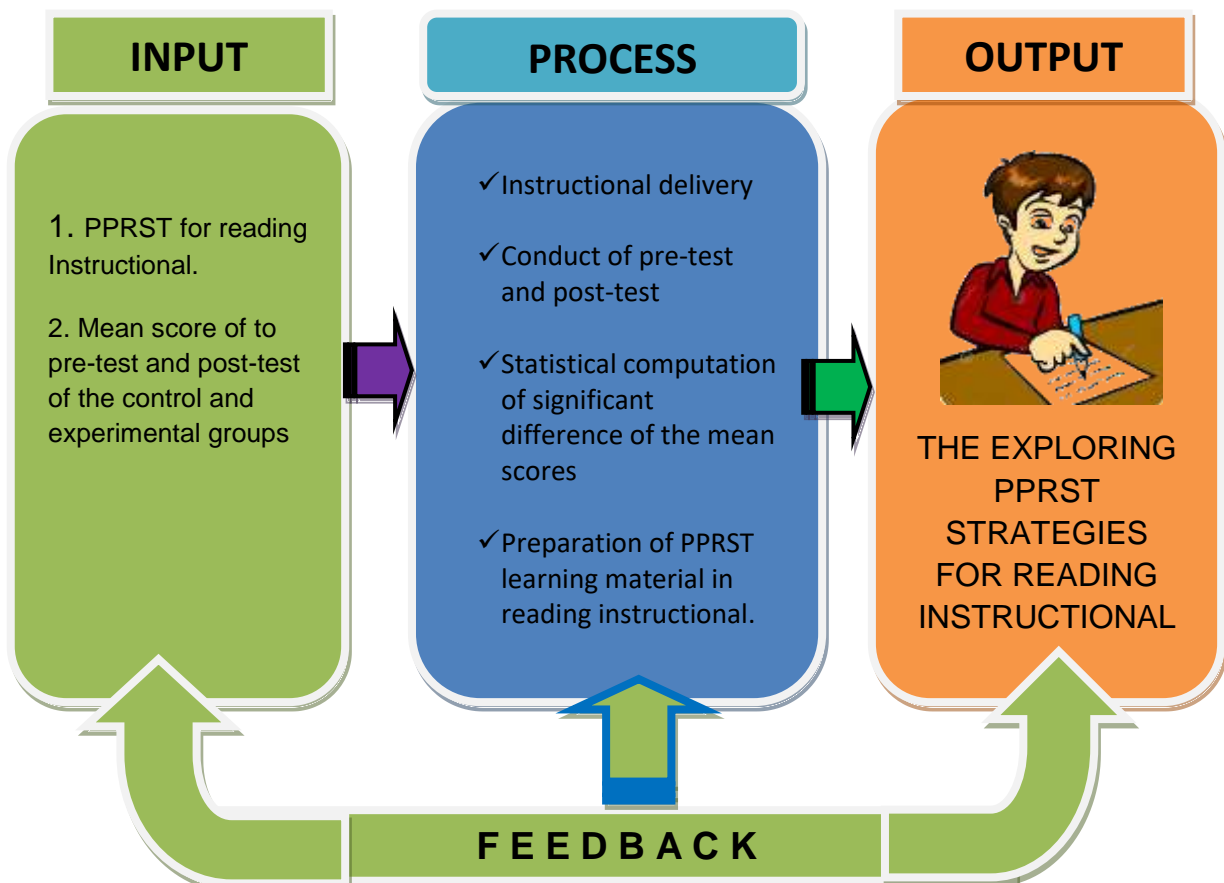 INPUT
1. PPRST for reading
Instructional.
2. Mean score of to
pre-test and post-test
of the control and
experimental groups
PROCESS
✓Instructional delivery
✓Conduct of pre-test
and post-test
✓Statistical computation
of significant
difference of the mean
scores
✓Preparation of PPRST
learning material in
reading instructional.
OUTPUT
THE EXPLORING
PPRST
STRATEGIES
FOR READING
INSTRUCTIONAL
F E E D B A C K